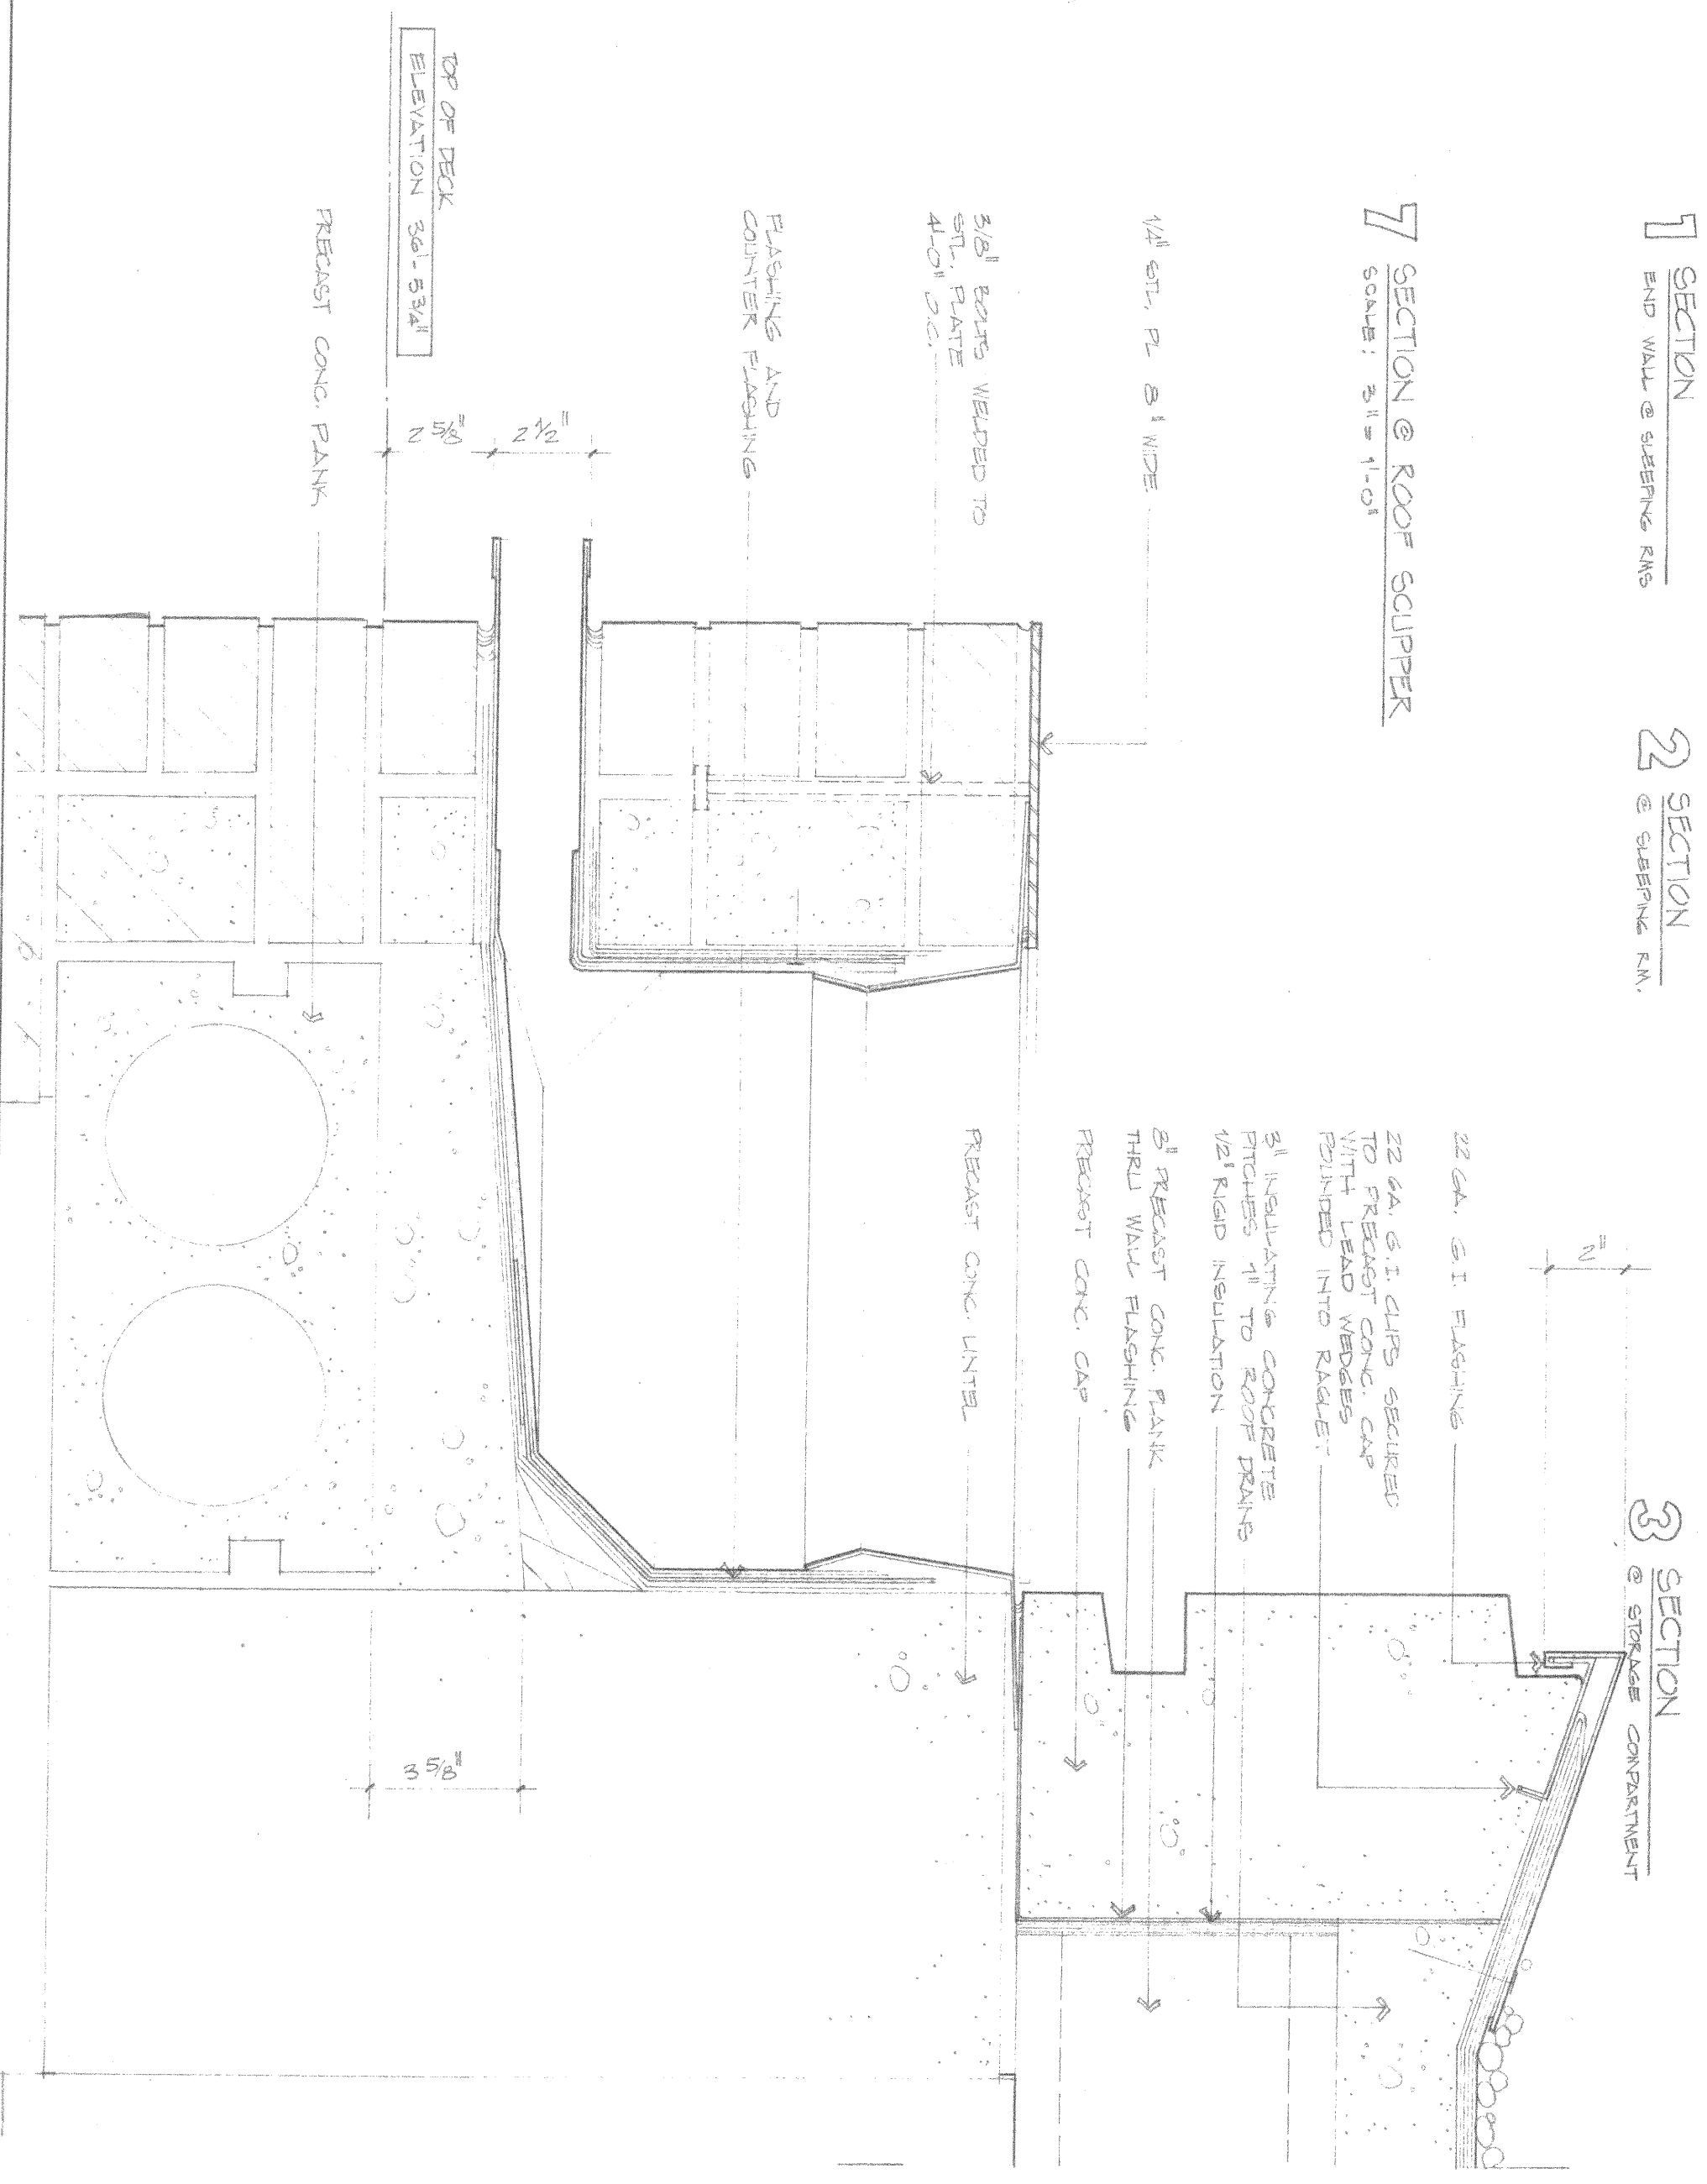 1 SECTION
END WALL @ SLEEPING RMS
2 SECTION
@ SLEEPING RM.
3 SECTION
@ STORAGE COMPARTMENT
7 SECTION @ ROOF SCUPPER
SCALE: 3" = 1'-0"
1/4" STL. PL 8" WIDE
3/8" BOLTS WELDED TO
STL. PLATE
4'-0" O.C.
FLASHING AND
COUNTER FLASHING
TOP OF DECK
ELEVATION 36'-5 3/4"
PRECAST CONC. PLANK
2 5/8"
2 1/2"
2"
22 GA. G.I. FLASHING
22 GA. G.I. CLIPS SECURED
TO PRECAST CONC. CAP
WITH LEAD WEDGES
POUNDED INTO RAGLET
3" INSULATING CONCRETE
PITCHES 1" TO ROOF DRAINS
1/2" RIGID INSULATION
8" PRECAST CONC. PLANK
THRU WALL FLASHING
PRECAST CONC. CAP
PRECAST CONC. LINTEL
3 5/8"